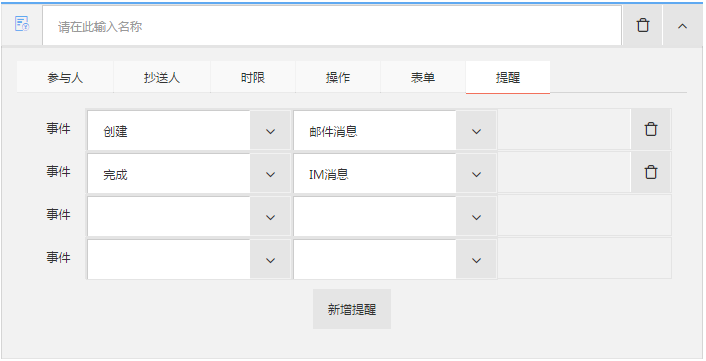 请在此输入名称
参与人 抄送人 时限 操作 表单 提醒
事件 创建 邮件消息
事件 完成 IM消息
事件
事件
新增提醒